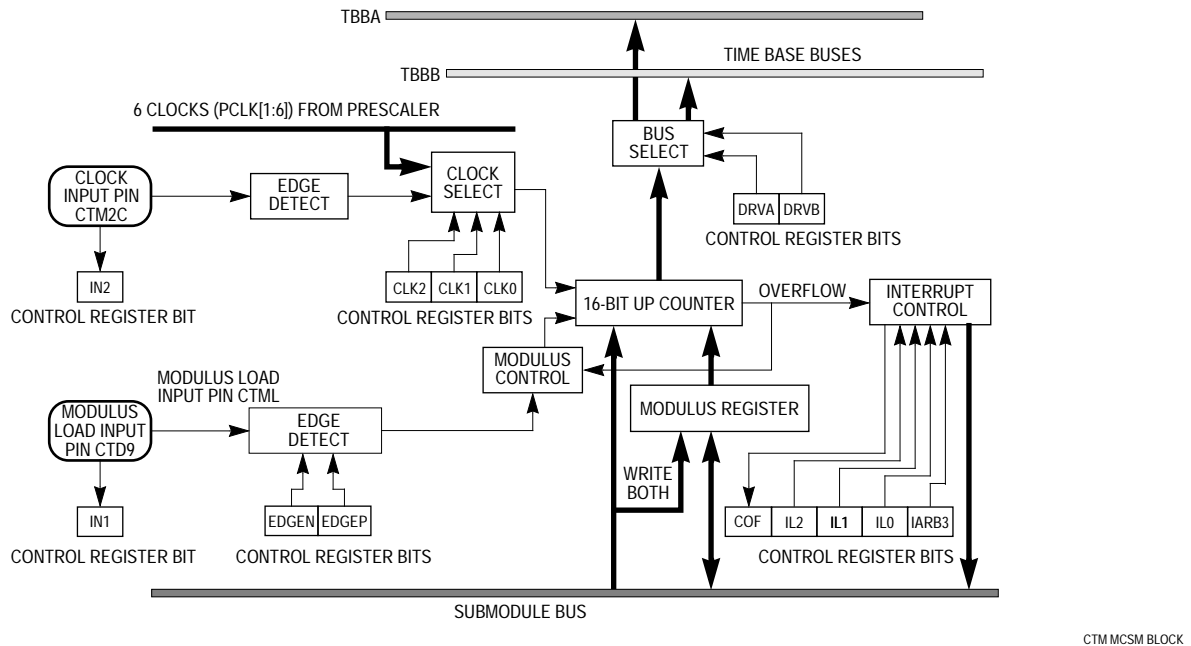 TBBA
TIME BASE BUSES
TBBB
6 CLOCKS (PCLK[1:6]) FROM PRESCALER
BUS
SELECT
CLOCK
INPUT PIN
CTM2C
EDGE
DETECT
CLOCK
SELECT
DRVA DRVB
CONTROL REGISTER BITS
IN2
CONTROL REGISTER BIT
CLK2 CLK1 CLK0
CONTROL REGISTER BITS
16-BIT UP COUNTER
OVERFLOW
INTERRUPT
CONTROL
MODULUS
CONTROL
MODULUS LOAD
INPUT PIN CTML
MODULUS
LOAD INPUT
PIN CTD9
EDGE
DETECT
MODULUS REGISTER
WRITE
BOTH
IN1
CONTROL REGISTER BIT
EDGEN EDGEP
CONTROL REGISTER BITS
COF IL2 IL1 IL0 IARB3
CONTROL REGISTER BITS
SUBMODULE BUS
CTM MCSM BLOCK